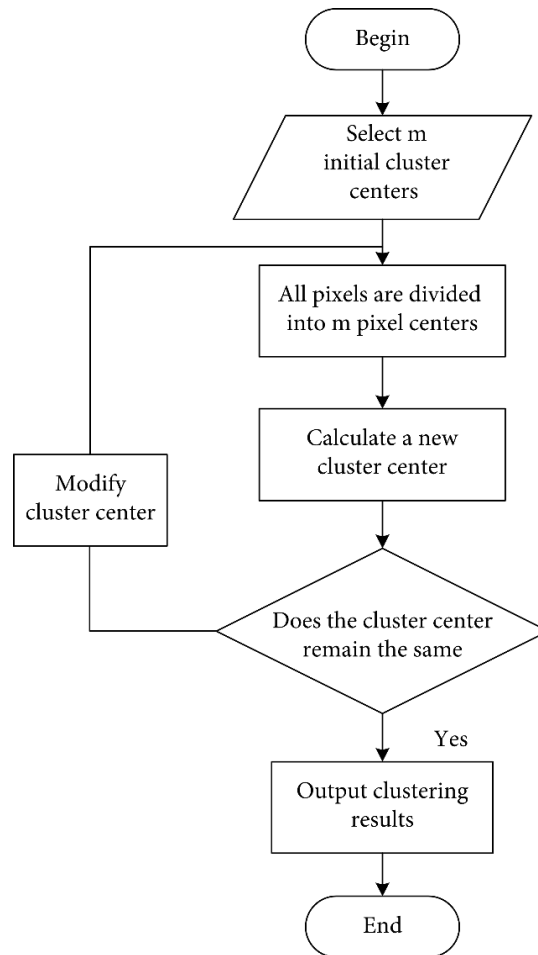 Begin
Select m
initial cluster
centers
All pixels are divided
into m pixel centers
Calculate a new
cluster center
Modify
cluster center
Does the cluster center
remain the same
Yes
Output clustering
results
End